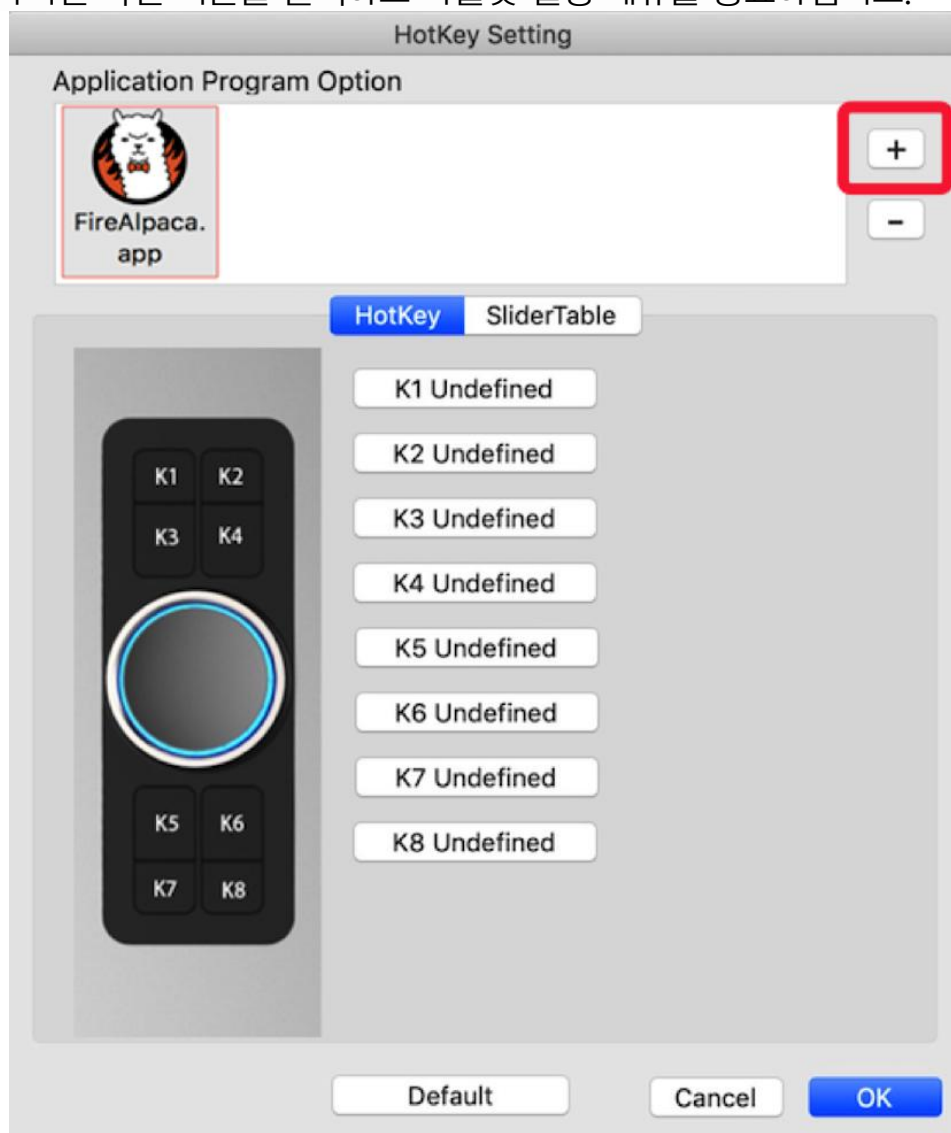 HotKey Setting
Application Program Option
FireAlpaca.
app
+
-
HotKey SliderTable
K1 Undefined
K2 Undefined
K3 Undefined
K4 Undefined
K5 Undefined
K6 Undefined
K7 Undefined
K8 Undefined
K1 K2
K3 K4
K5 K6
K7 K8
Default Cancel OK